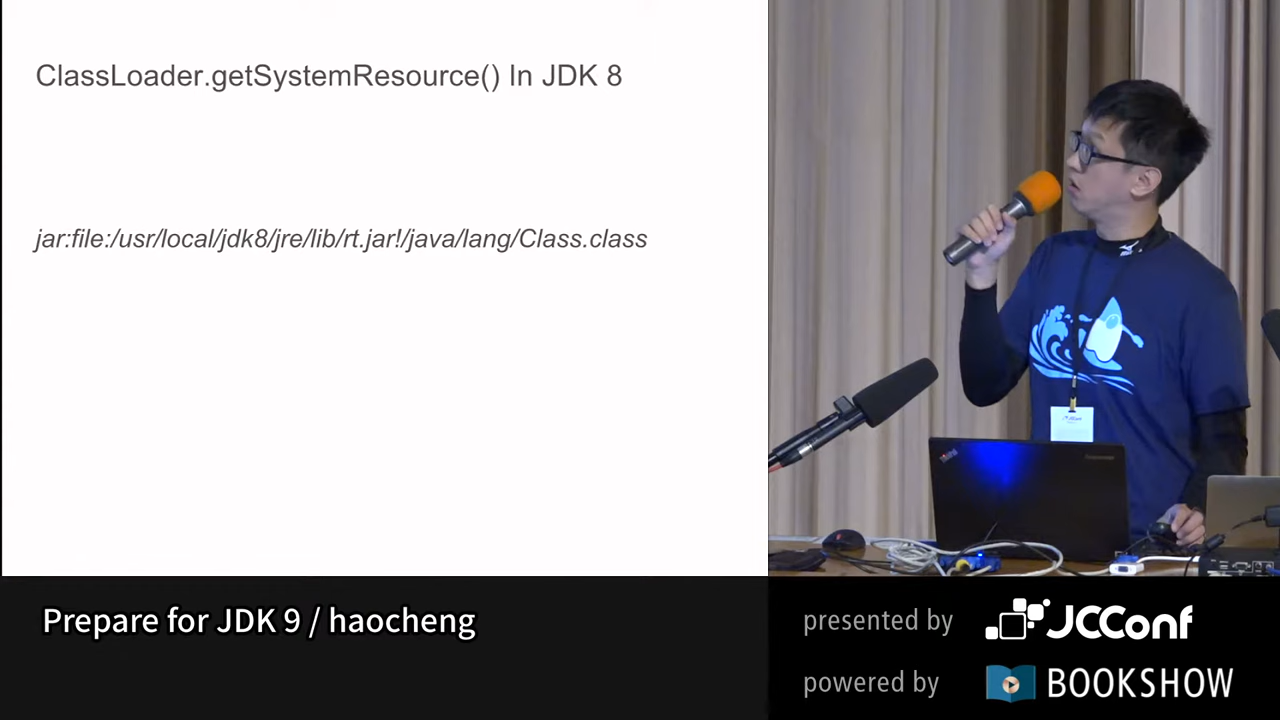 ClassLoader.getSystemResource() In JDK 8
jar:file:/usr/local/jdk8/jre/lib/rt.jar!/java/lang/Class.class
Prepare for JDK 9 / haocheng
presented by JCConf
powered by BOOKSHOW